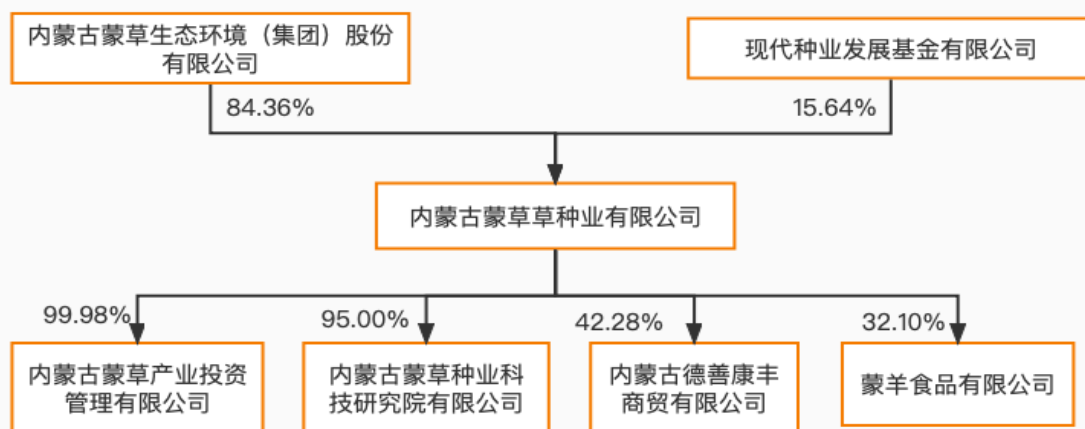 内蒙古蒙草生态环境（集团）股份
有限公司
现代种业发展基金有限公司
84.36%
15.64%
内蒙古蒙草草种业有限公司
99.98%
95.00%
42.28%
32.10%
内蒙古蒙草产业投资
管理有限公司
内蒙古蒙草种业科
技研究院有限公司
内蒙古德善康丰
商贸有限公司
蒙羊食品有限公司